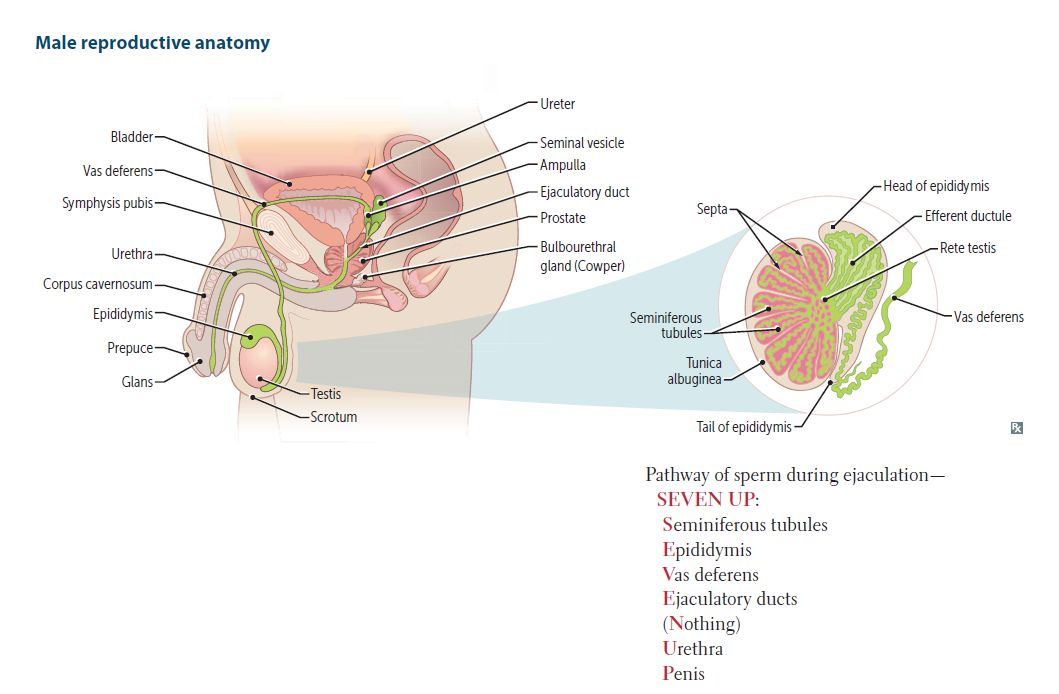 Male reproductive anatomy
Bladder
Vas deferens
Symphysis pubis
Urethra
Corpus cavernosum
Epididymis
Prepuce
Glans
Testis
Scrotum
Ureter
Seminal vesicle
Ampulla
Ejaculatory duct
Prostate
Bulbourethral
gland (Cowper)
Septa
Seminiferous
tubules
Tunica
albuginea
Tail of epididymis
Head of epididymis
Efferent ductule
Rete testis
Vas deferens
Rx
Pathway of sperm during ejaculation—
SEVEN UP:
Seminiferous tubules
Epididymis
Vas deferens
Ejaculatory ducts
(Nothing)
Urethra
Penis